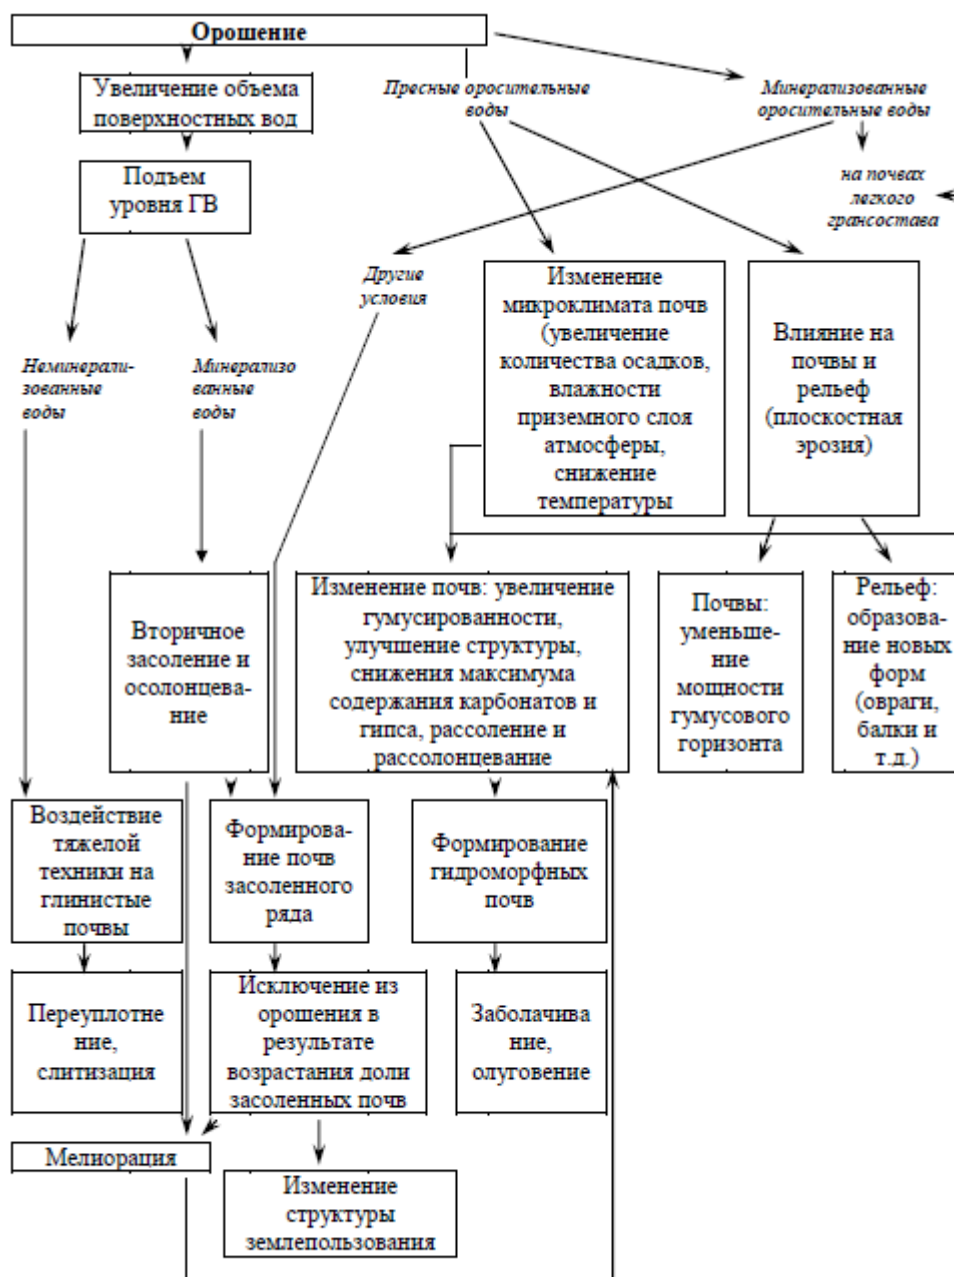 Орошение
Увеличение объема
поверхностных вод
Пресные оросительные
воды
Минерализованные
оросительные воды
Подъем
уровня ГВ
на почвах
легкого
грансостава
Другие
условия
Изменение
микроклимата почв
(увеличение
количества осадков,
влажности
приземного слоя
атмосферы,
снижение
температуры
Влияние на
почвы и
рельеф
(плоскостная
эрозия)
Неминерали-
зованные
воды
Минерализо
ванные
воды
Вторичное
засоление и
осолонцева-
ние
Изменение почв: увеличение
гумусированности,
улучшение структуры,
снижения максимума
содержания карбонатов и
гипса, рассоление и
рассолонцевание
Почвы:
уменьше-
ние
мощности
гумусового
горизонта
Рельеф:
образова-
ние новых
форм
(овраги,
балки и
т.д.)
Воздействие
тяжелой
техники на
глинистые
почвы
Формирова-
ние почв
засоленного
ряда
Формирование
гидроморфных
почв
Переуплотне
ние,
слитизация
Исключение из
орошения в
результате
возрастания доли
засоленных почв
Заболачива
ние,
олуговение
Мелиорация
Изменение
структуры
землепользования